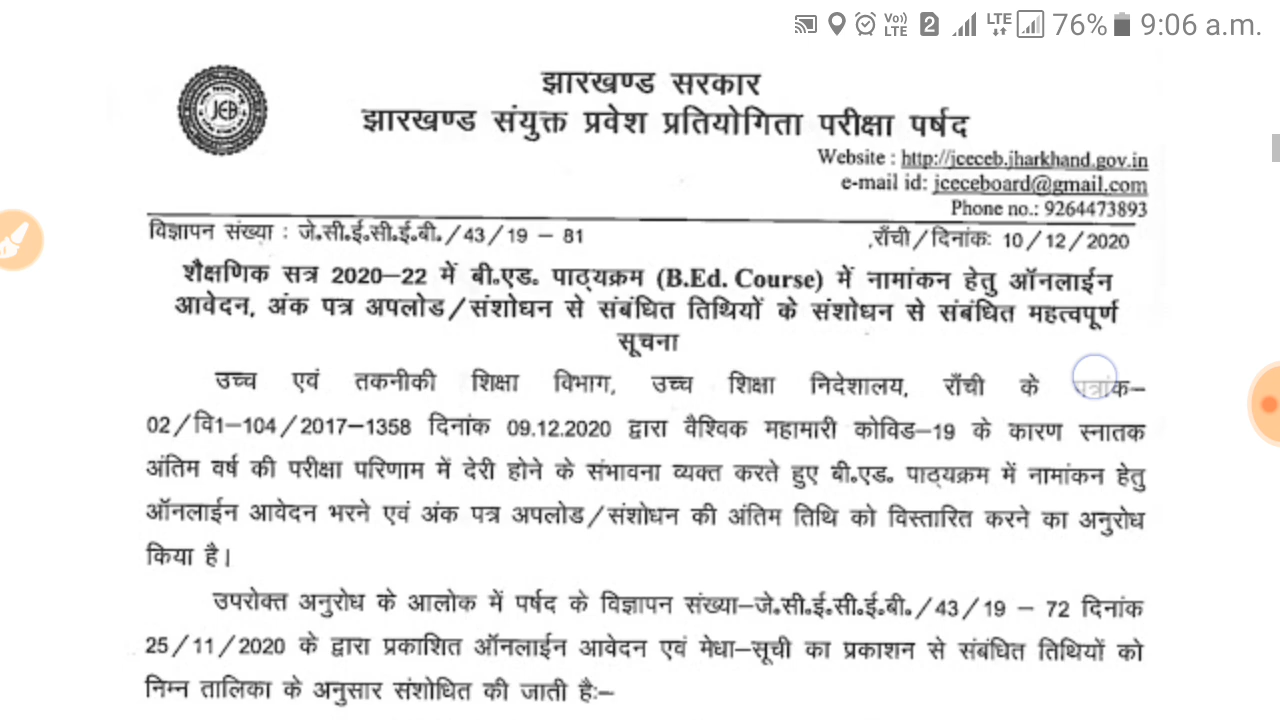 Vo)) LTE 2 LTE 76% 9:06 a.m.
JCEB
झारखण्ड सरकार
झारखण्ड संयुक्त प्रवेश प्रतियोगिता परीक्षा पर्षद
Website : http://jceceb.jharkhand.gov.in
e-mail id: jceceboard@gmail.com
Phone no.: 9264473893
विज्ञापन संख्या : जे.सी.ई.सी.ई.बी./43/19 – 81
राँची/दिनांकः 10/12/2020
शैक्षणिक सत्र 2020–22 में बी.एड. पाठ्यक्रम (B.Ed. Course) में नामांकन हेतु ऑनलाईन
आवेदन, अंक पत्र अपलोड/संशोधन से संबंधित तिथियों के संशोधन से संबंधित महत्वपूर्ण
सूचना
उच्च एवं तकनीकी शिक्षा विभाग, उच्च शिक्षा निदेशालय, राँची के पत्रांक–
02/वि1–104/2017–1358 दिनांक 09.12.2020 द्वारा वैश्विक महामारी कोविड–19 के कारण स्नातक
अंतिम वर्ष की परीक्षा परिणाम में देरी होने के संभावना व्यक्त करते हुए बी.एड. पाठ्यक्रम में नामांकन हेतु
ऑनलाईन आवेदन भरने एवं अंक पत्र अपलोड/संशोधन की अंतिम तिथि को विस्तारित करने का अनुरोध
किया है।
उपरोक्त अनुरोध के आलोक में पर्षद के विज्ञापन संख्या–जे.सी.ई.सी.ई.बी./43/19 – 72 दिनांक
25/11/2020 के द्वारा प्रकाशित ऑनलाईन आवेदन एवं मेधा–सूची का प्रकाशन से संबंधित तिथियों को
निम्न तालिका के अनुसार संशोधित की जाती हैः–